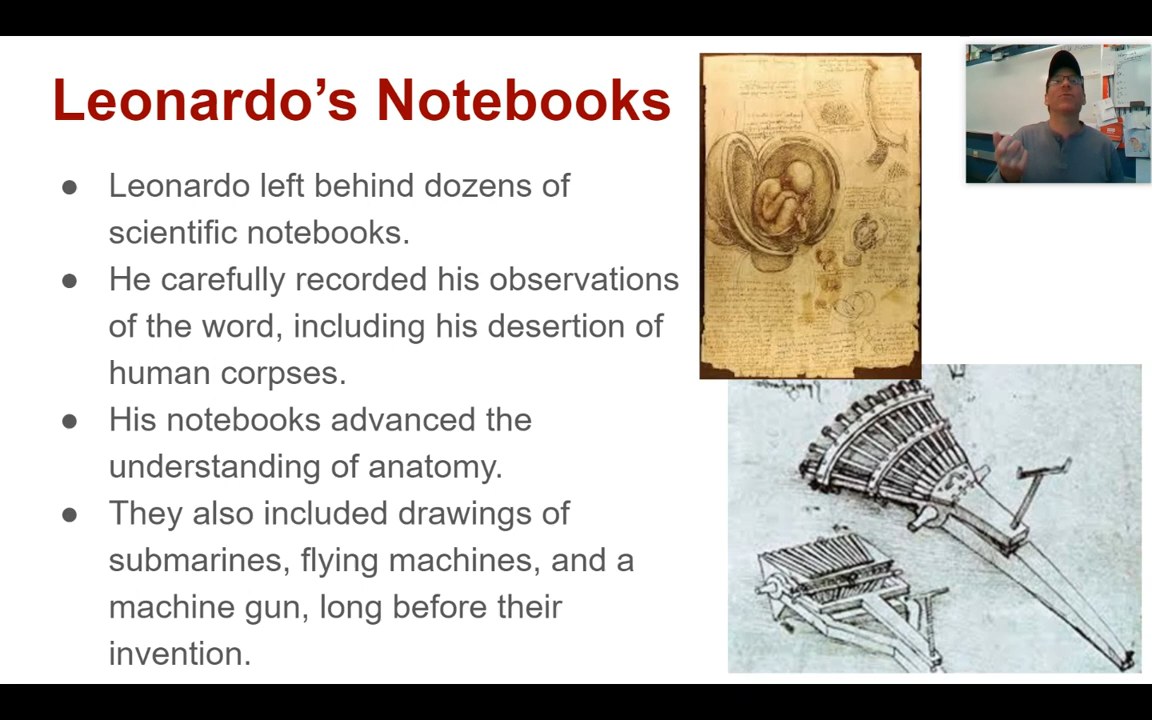 Leonardo’s Notebooks
● Leonardo left behind dozens of
scientific notebooks.
● He carefully recorded his observations
of the word, including his desertion of
human corpses.
● His notebooks advanced the
understanding of anatomy.
● They also included drawings of
submarines, flying machines, and a
machine gun, long before their
invention.